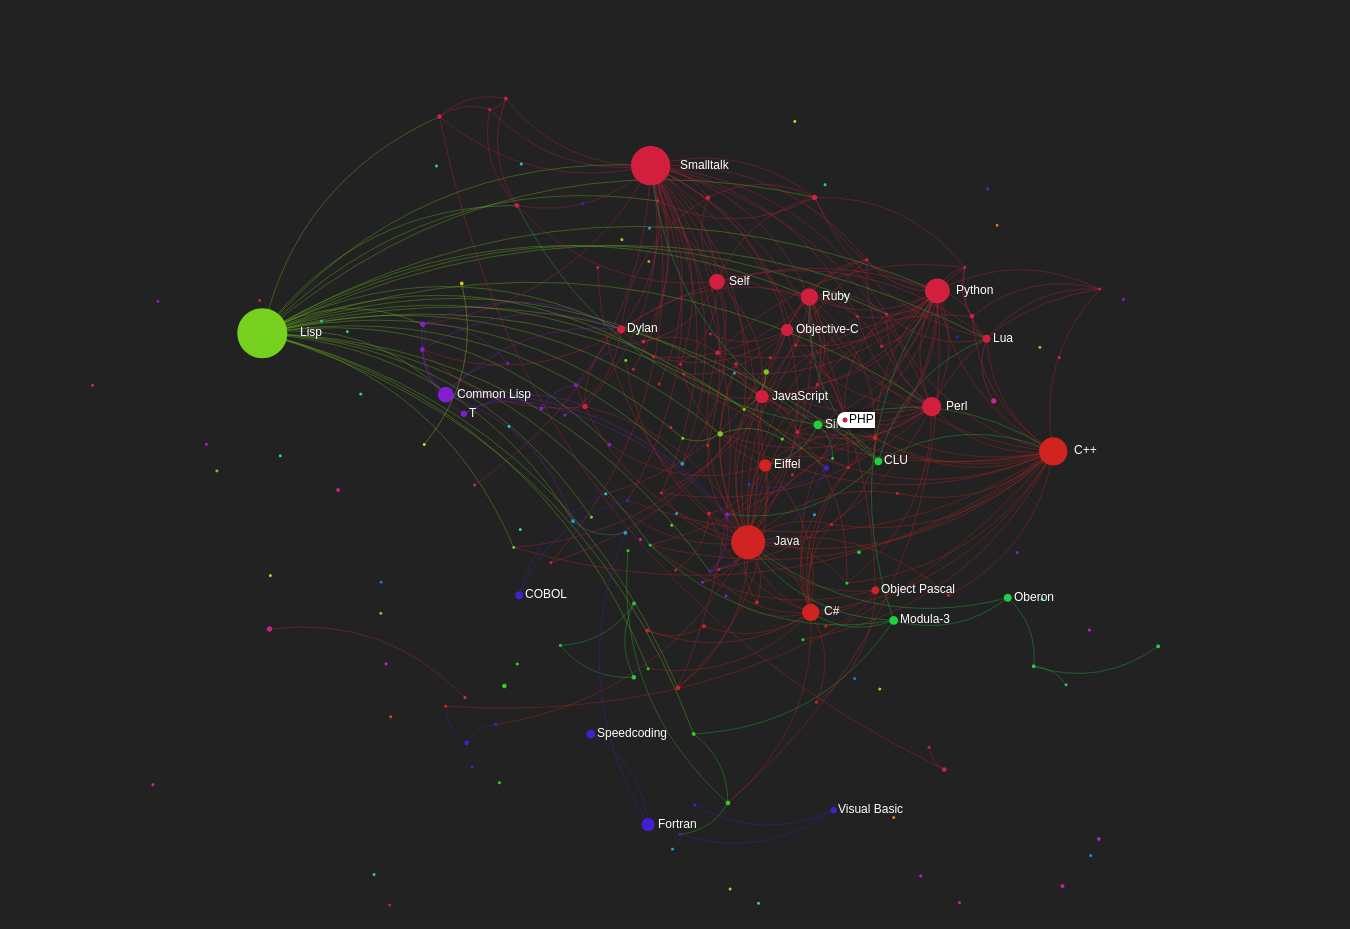 Smalltalk
Self
Ruby
Python
Lisp
Dylan
Objective-C
Lua
Common Lisp
T
JavaScript
Perl
Si
PHP
C++
Eiffel
CLU
Java
COBOL
Object Pascal
Oberon
C#
Modula-3
Speedcoding
Visual Basic
Fortran